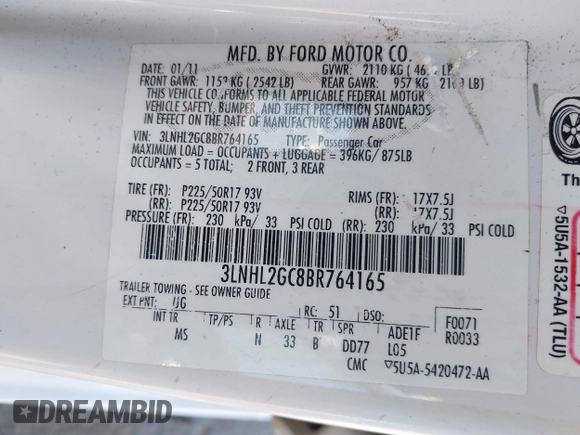 MFD. BY FORD MOTOR CO.
DATE: 01/11 GVWR: 2110 KG
FRONT GAWR: KG (2542 LB) REAR GAWR: 957 KG LB)
THIS VEHICLE CONFORMS TO ALL APPLICABLE FEDERAL MOTOR
VEHICLE SAFETY, BUMPER, AND THEFT PREVENTION STANDARDS
IN EFFECT ON THE DATE OF MANUFACTURE SHOWN ABOVE.
VIN: 3LNHL2GC8BR764165 TYPE: Passenger Car
MAXIMUM LOAD = OCCUPANTS + LUGGAGE = 396KG/ 875LB
OCCUPANTS = 5 TOTAL; 2 FRONT, 3 REAR
TIRE (FR): P225/50R17 93V RIMS (FR): 17X7.5J
(RR): P225/50R17 93V (RR): 17X7.5J
PRESSURE (FR): 230 kPa/ 33 PSI COLD (RR): 230 kPa/ 33 PSI COLD
3LNHL2GC8BR764165
TRAILER TOWING - SEE OWNER GUIDE
EXT PNT: UG RC: 51 DSO: F0071
INT TR TP/PS R AXLE TR SPR ADE1F R0033
MS N 33 B DD77 L05
CMC ▽5U5A-5420472-AA
Th
▽5U5A-1532-AA (TLU)
DREAMBID